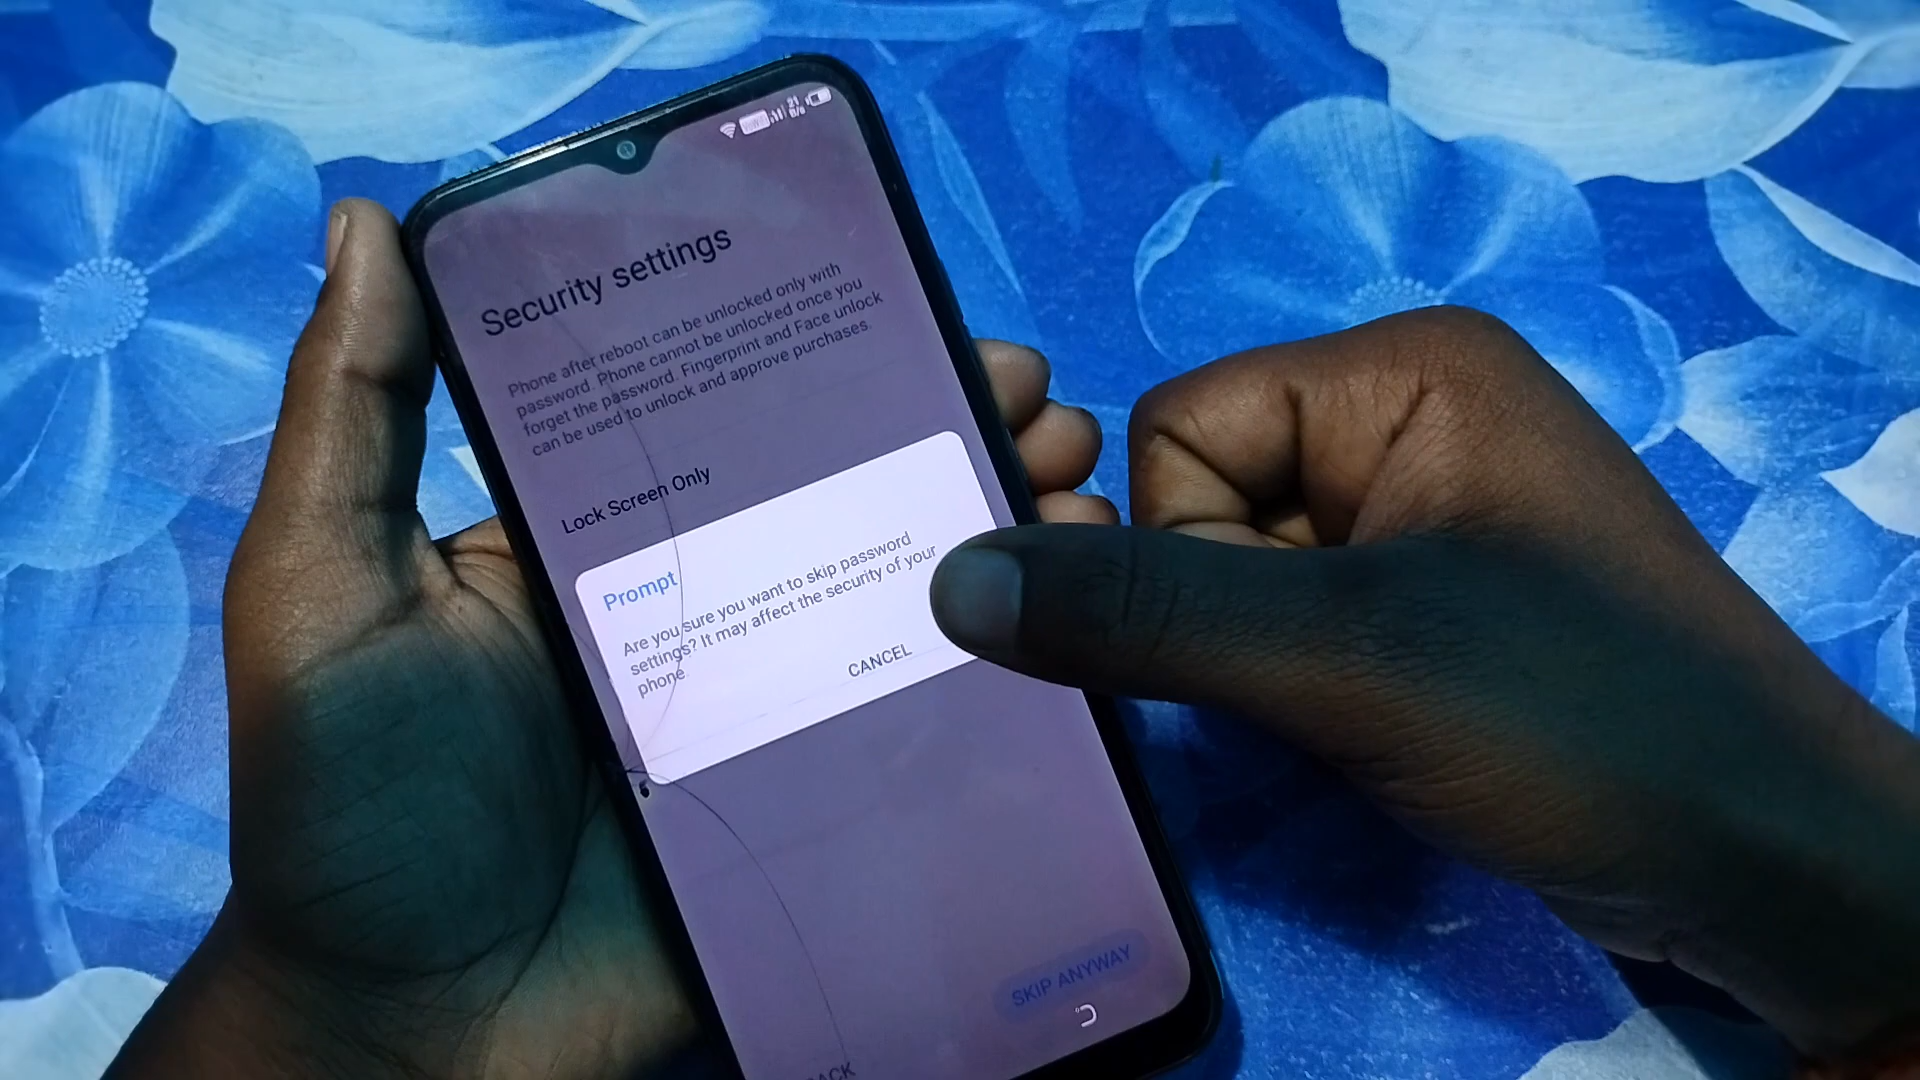 21
B/s
Security settings
Phone after reboot can be unlocked only with
password. Phone cannot be unlocked once you
forget the password. Fingerprint and Face unlock
can be used to unlock and approve purchases.
Lock Screen Only
Prompt
Are you sure you want to skip password
settings? It may affect the security of your
phone.
CANCEL
SKIP ANYWAY